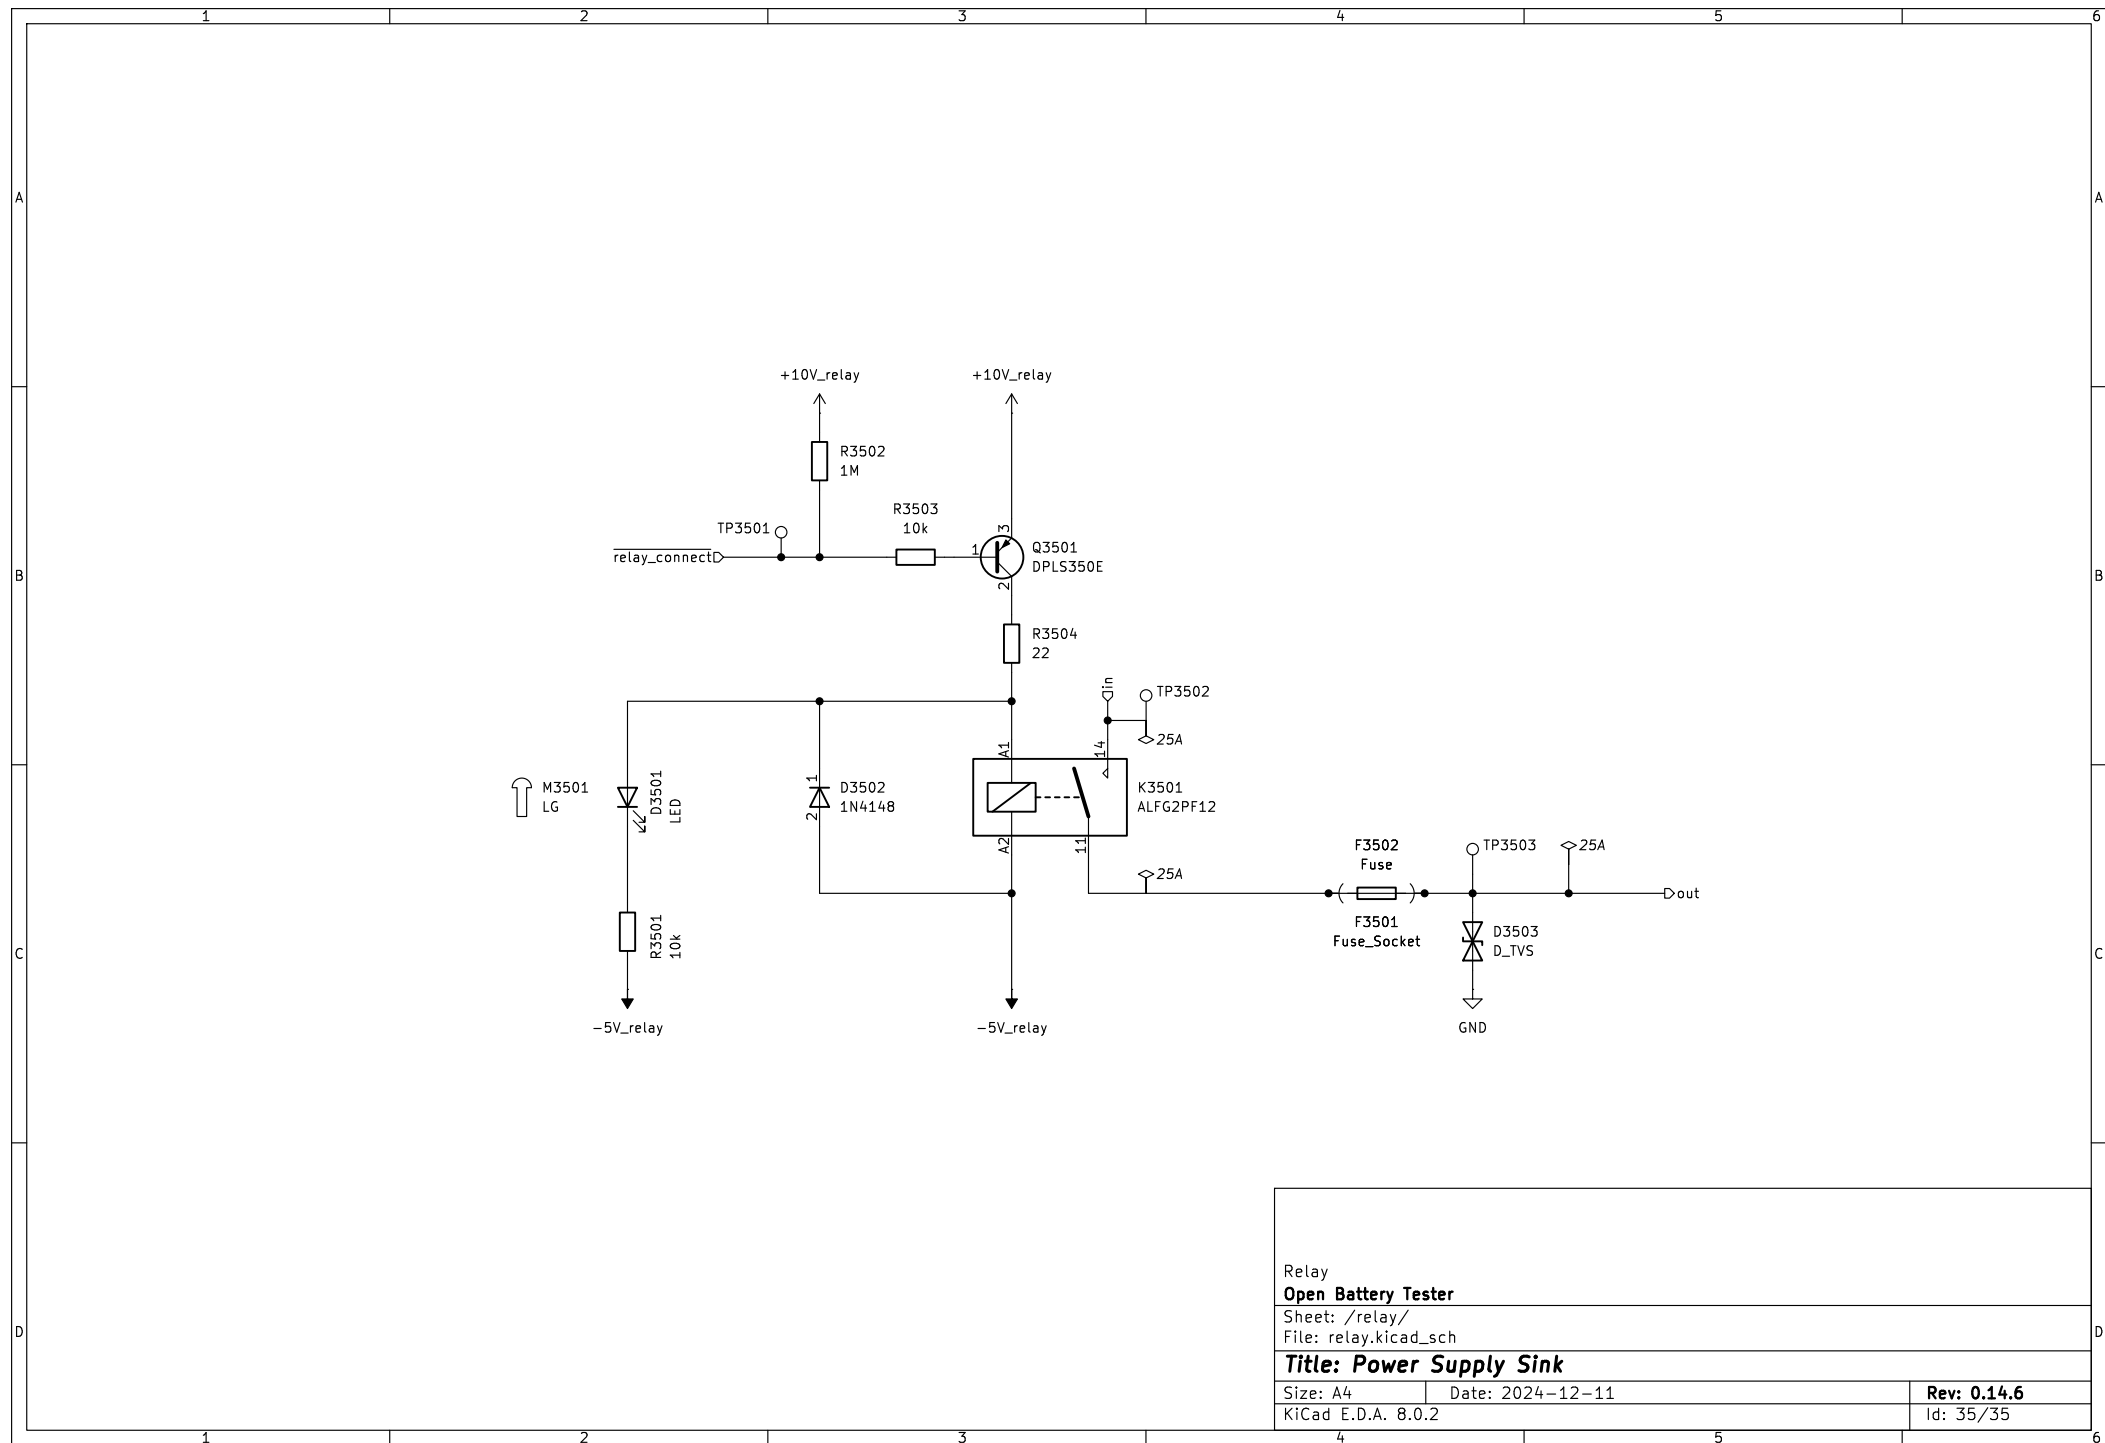 1 2 3 4 5 6
A A
+10V_relay +10V_relay
R3502
1M
R3503
10k
TP3501
relay_connect
1
3
2
Q3501
DPLS350E
B B
R3504
22
in
TP3502
25A
A1
14
M3501
LG
D3501
LED
1
2
D3502
1N4148
K3501
ALFG2PF12
A2
11
25A
F3502
Fuse
TP3503
25A
out
F3501
Fuse_Socket
R3501
10k
D3503
D_TVS
C C
-5V_relay -5V_relay
GND
Relay
Open Battery Tester
Sheet: /relay/
File: relay.kicad_sch
D D
Title: Power Supply Sink
Size: A4 Date: 2024-12-11 Rev: 0.14.6
KiCad E.D.A. 8.0.2 Id: 35/35
1 2 3 4 5 6